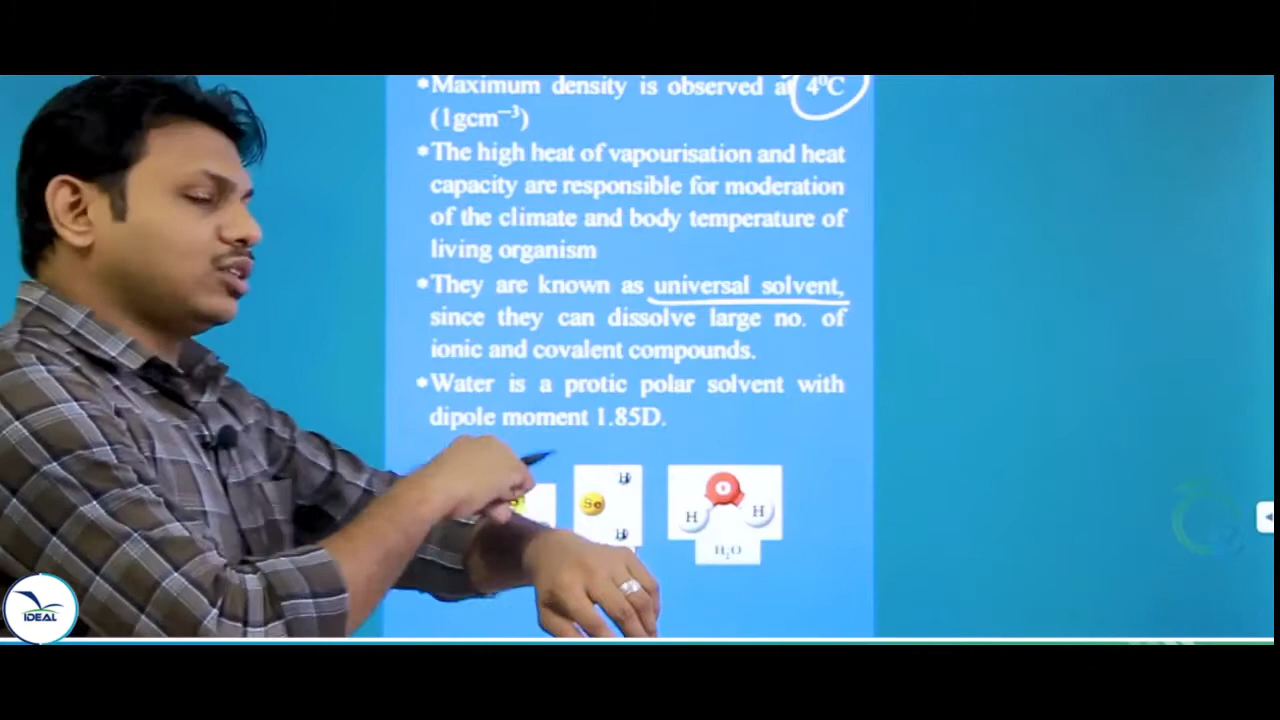 *Maximum density is observed at 4⁰C
(1gcm⁻³)
*The high heat of vapourisation and heat
capacity are responsible for moderation
of the climate and body temperature of
living organism
*They are known as universal solvent,
since they can dissolve large no. of
ionic and covalent compounds.
*Water is a protic polar solvent with
dipole moment 1.85D.
H
Se
H
O
H
H
H₂O
IDEAL